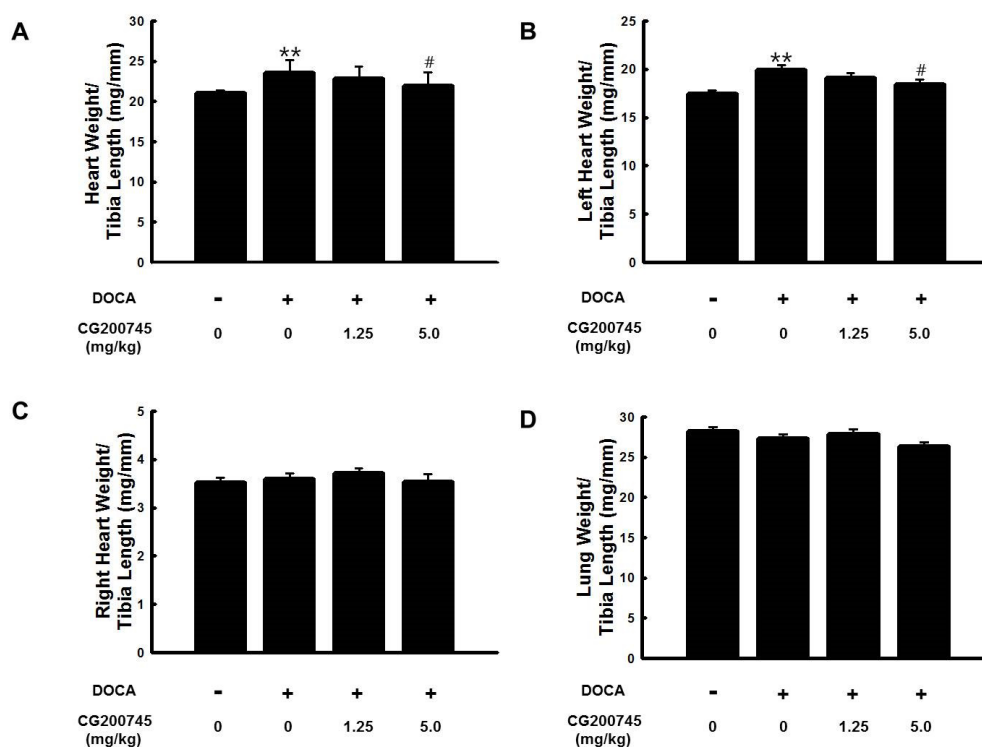 A
Heart Weight/
Tibia Length (mg/mm)
30
25
20
15
10
5
0
**
#
DOCA - + + +
CG200745 0 0 1.25 5.0
(mg/kg)
B
Left Heart Weight/
Tibia Length (mg/mm)
25
20
15
10
5
0
**
#
DOCA - + + +
CG200745 0 0 1.25 5.0
(mg/kg)
C
Right Heart Weight/
Tibia Length (mg/mm)
5
4
3
2
1
0
DOCA - + + +
CG200745 0 0 1.25 5.0
(mg/kg)
D
Lung Weight/
Tibia Length (mg/mm)
30
25
20
15
10
5
0
DOCA - + + +
CG200745 0 0 1.25 5.0
(mg/kg)